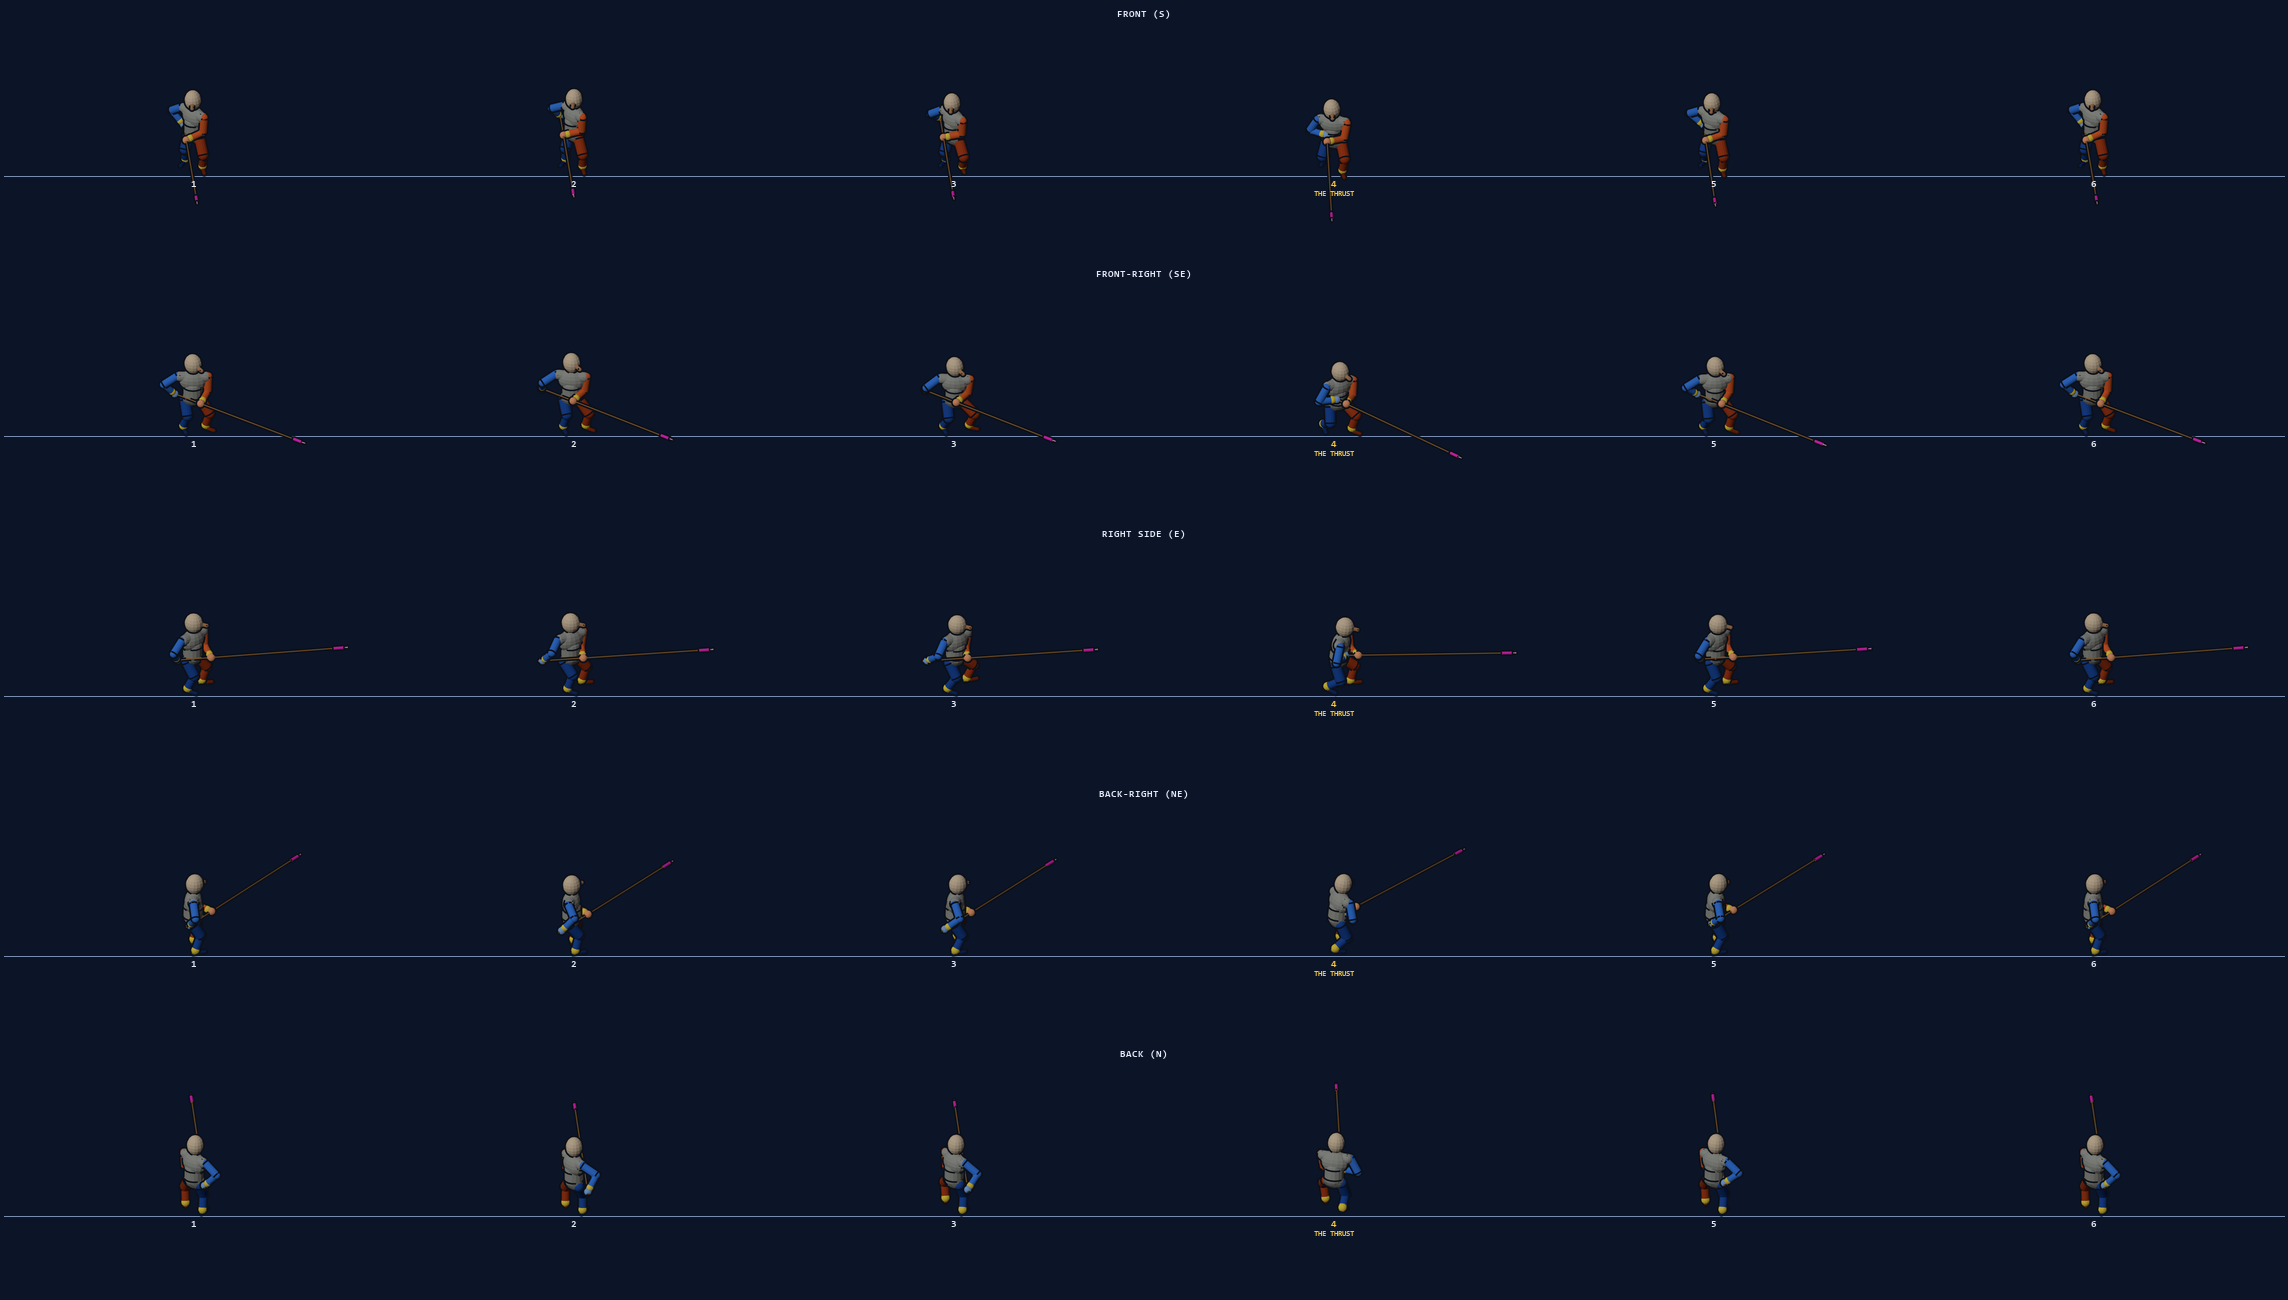 FRONT (S)
1 2 3 4 5 6
THE THRUST
FRONT-RIGHT (SE)
1 2 3 4 5 6
THE THRUST
RIGHT SIDE (E)
1 2 3 4 5 6
THE THRUST
BACK-RIGHT (NE)
1 2 3 4 5 6
THE THRUST
BACK (N)
1 2 3 4 5 6
THE THRUST